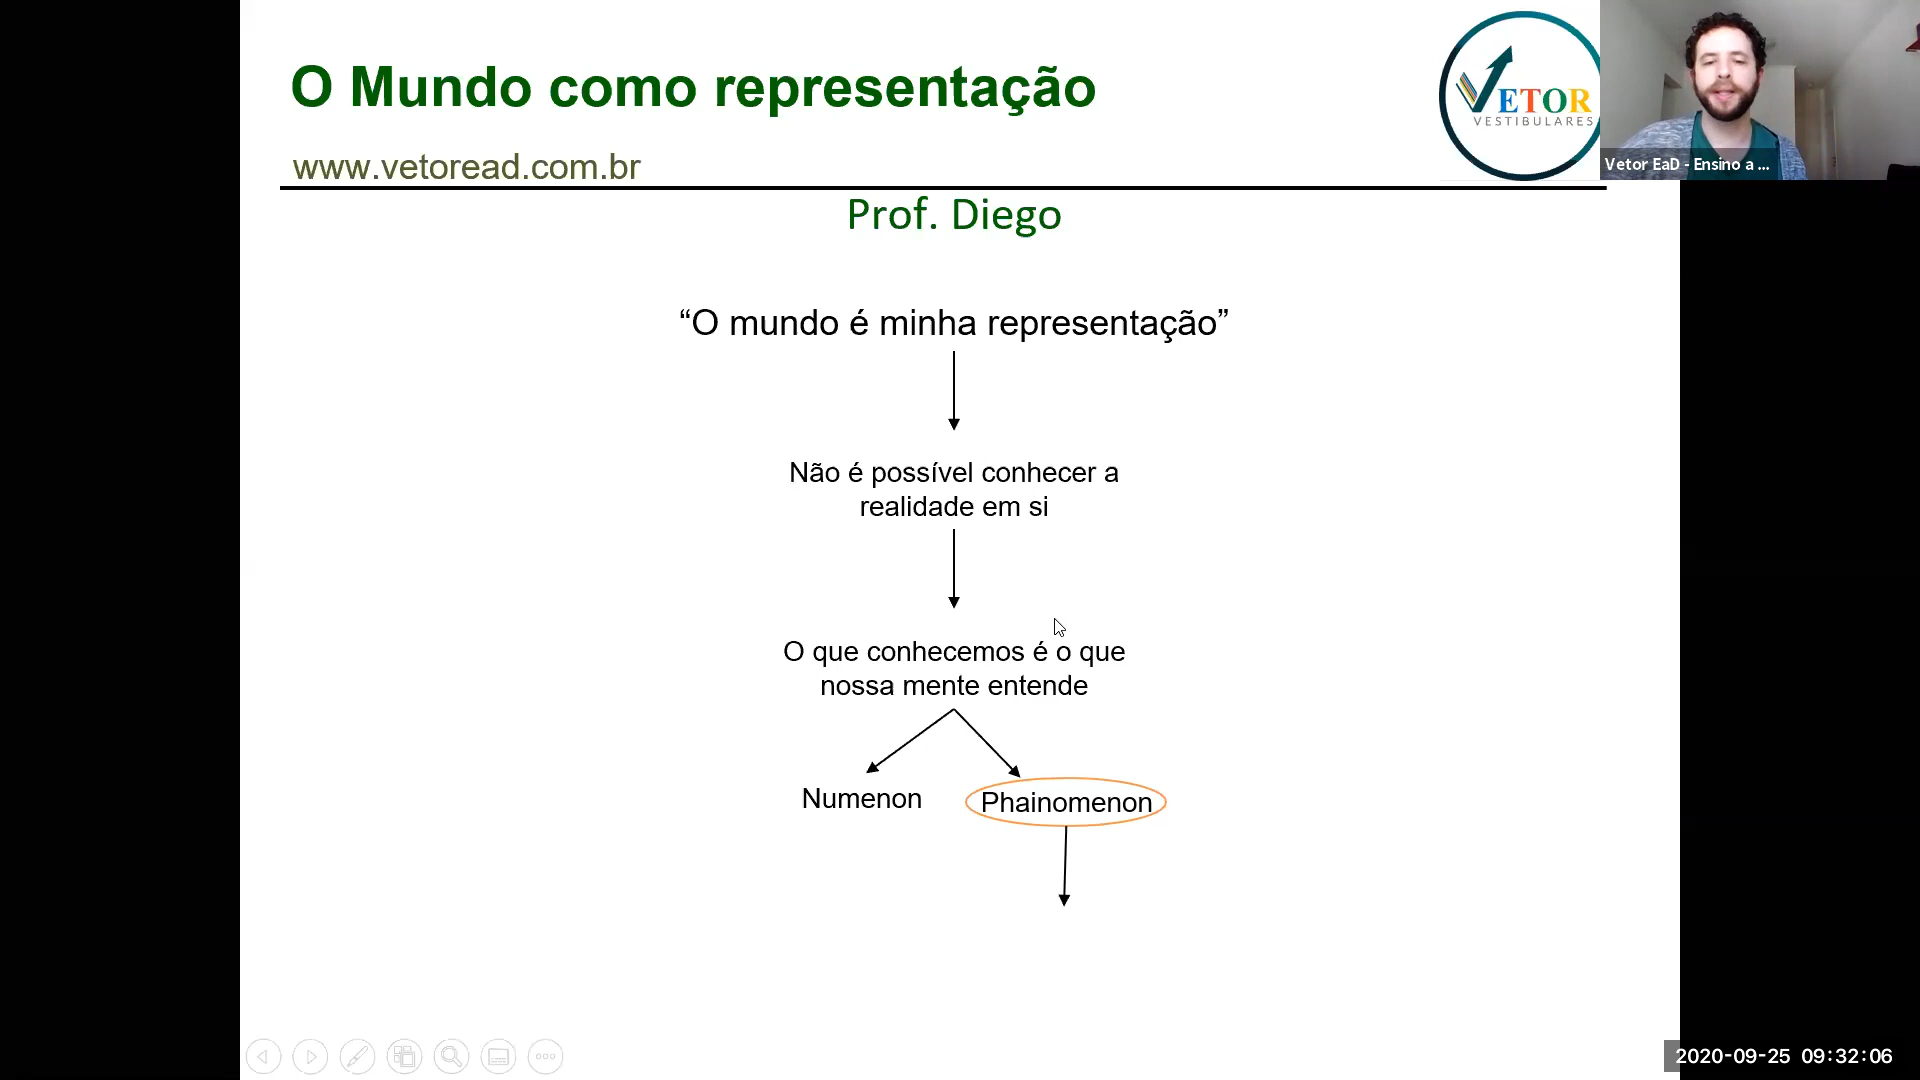 O Mundo como representação
VETOR
VESTIBULARES
www.vetoread.com.br
Vetor EaD - Ensino a ...
Prof. Diego
“O mundo é minha representação”
Não é possível conhecer a
realidade em si
O que conhecemos é o que
nossa mente entende
Numenon
Phainomenon
2020-09-25 09:32:06